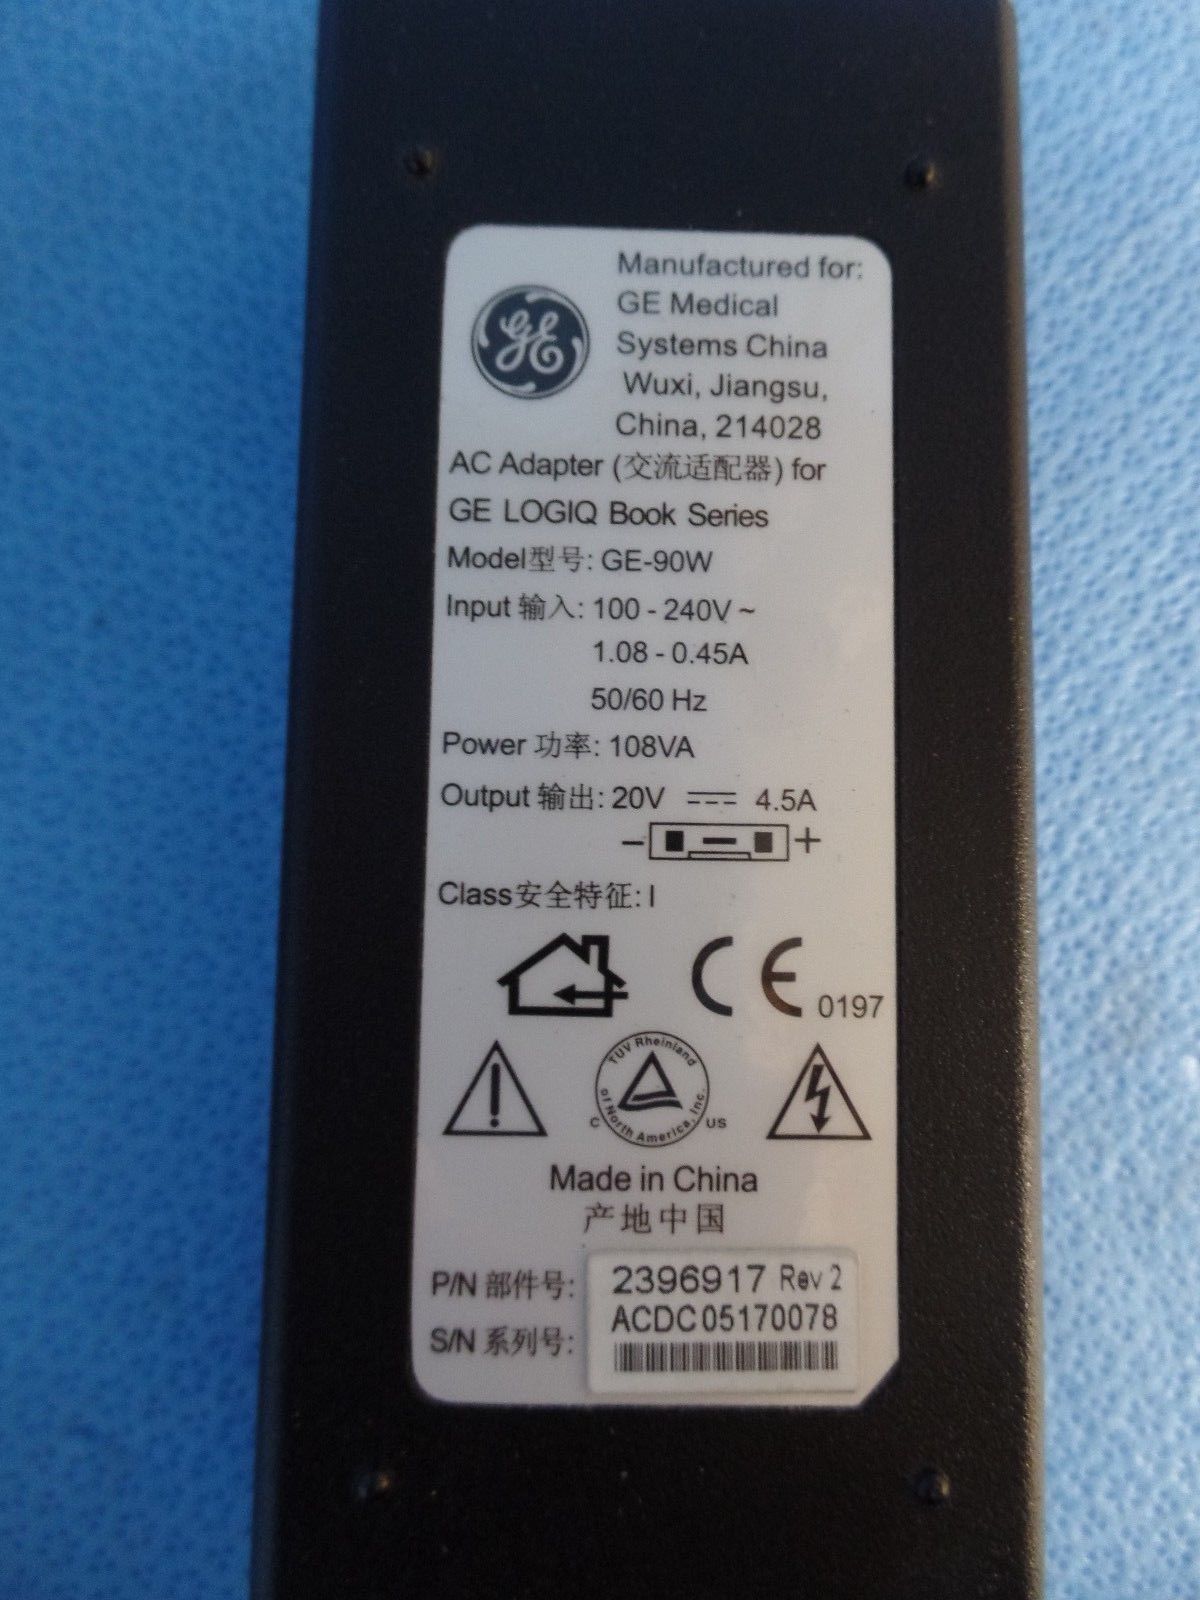 GE
Manufactured for:
GE Medical
Systems China
Wuxi, Jiangsu,
China, 214028
AC Adapter (交流适配器) for
GE LOGIQ Book Series
Model型号: GE-90W
Input 输入: 100 - 240V ~
1.08 - 0.45A
50/60 Hz
Power 功率: 108VA
Output 输出: 20V ⎓ 4.5A
− +
Class安全特征: I
CE 0197
TUV Rheinland
of North America, Inc.
C US
Made in China
产地中国
P/N 部件号: 2396917 Rev 2
S/N 系列号: ACDC05170078